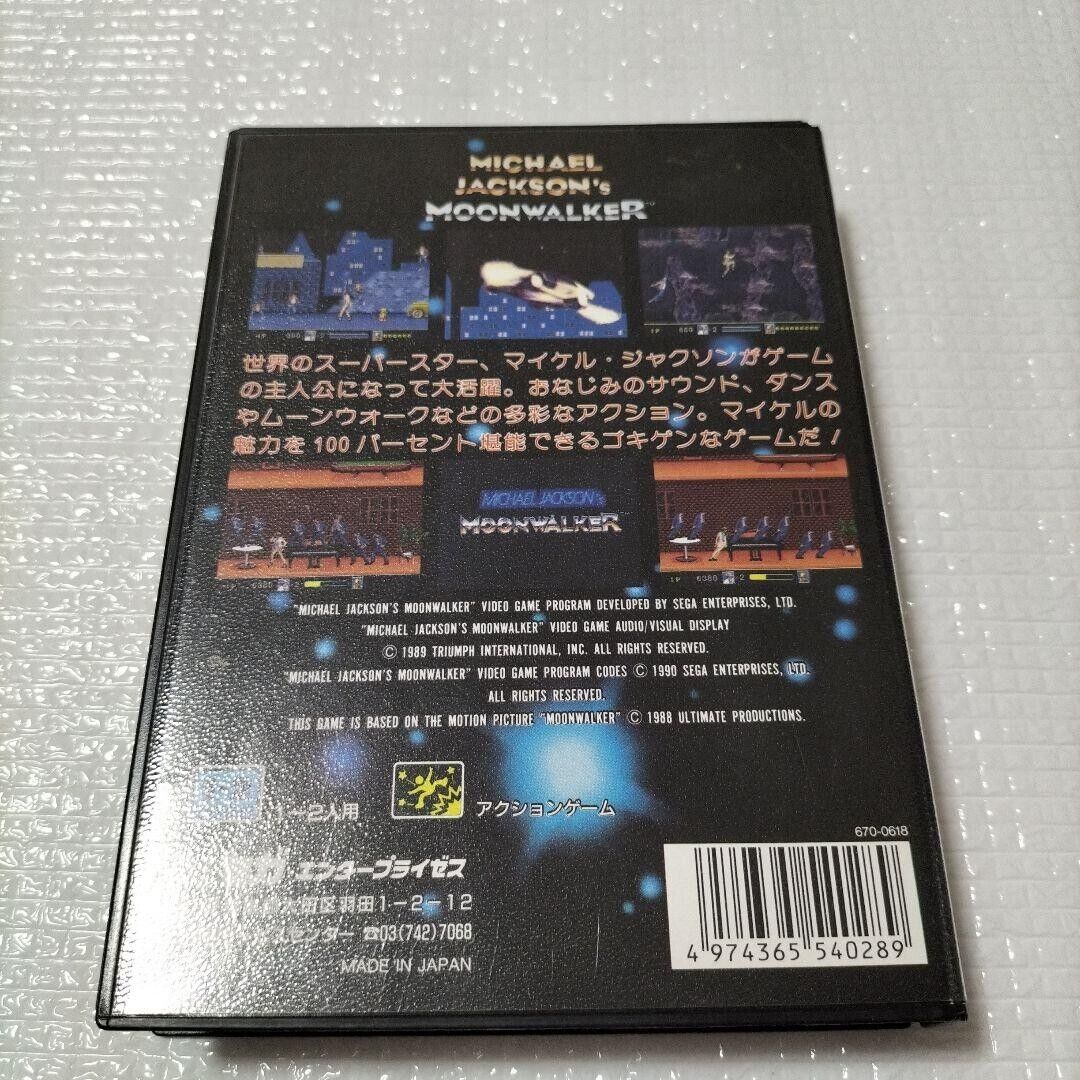 MICHAEL
JACKSON's
MOONWALKER
世界のスーパースター、マイケル・ジャクソンがゲーム
の主人公になって大活躍。おなじみのサウンド、ダンス
やムーンウォークなどの多彩なアクション。マイケルの
魅力を100パーセント堪能できるゴキゲンなゲームだ!
MICHAEL JACKSON's
MOONWALKER
"MICHAEL JACKSON'S MOONWALKER" VIDEO GAME PROGRAM DEVELOPED BY SEGA ENTERPRISES, LTD.
"MICHAEL JACKSON'S MOONWALKER" VIDEO GAME AUDIO/VISUAL DISPLAY
© 1989 TRIUMPH INTERNATIONAL, INC. ALL RIGHTS RESERVED.
"MICHAEL JACKSON'S MOONWALKER" VIDEO GAME PROGRAM CODES © 1990 SEGA ENTERPRISES, LTD.
ALL RIGHTS RESERVED.
THIS GAME IS BASED ON THE MOTION PICTURE "MOONWALKER" © 1988 ULTIMATE PRODUCTIONS.
2人用
アクションゲーム
670-0618
エンタープライゼス
区羽田1-2-12
センター ☎03(742)7068
MADE IN JAPAN
4 974365 540289